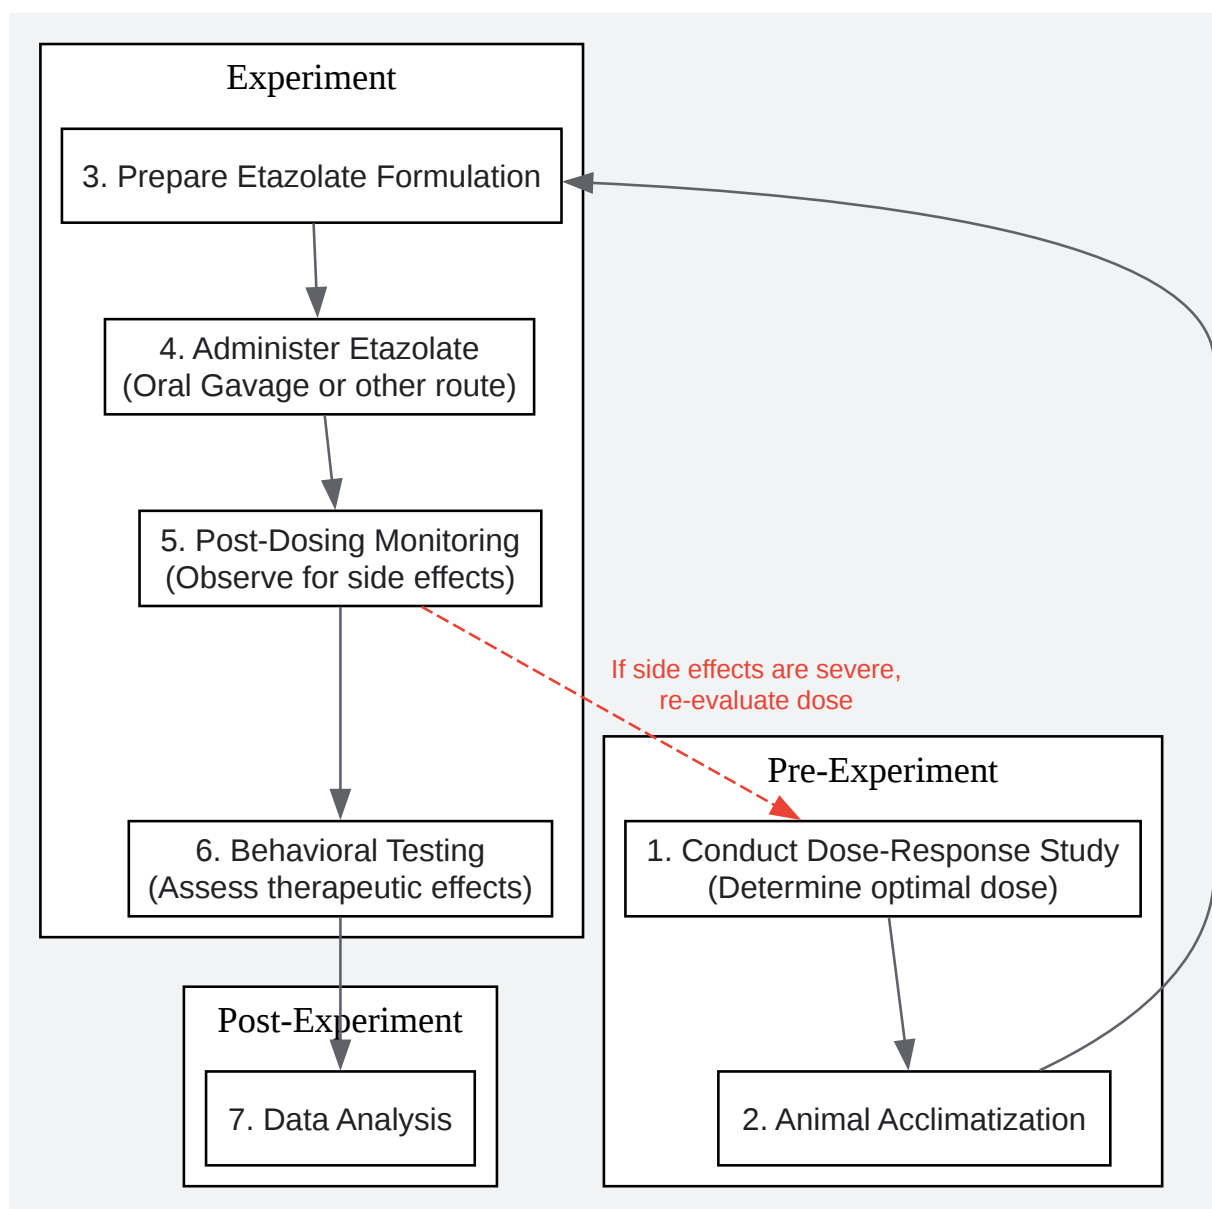 Experiment
3. Prepare Etazolate Formulation
4. Administer Etazolate
(Oral Gavage or other route)
5. Post-Dosing Monitoring
(Observe for side effects)
If side effects are severe,
re-evaluate dose
6. Behavioral Testing
(Assess therapeutic effects)
Pre-Experiment
1. Conduct Dose-Response Study
(Determine optimal dose)
2. Animal Acclimatization
Post-Experiment
7. Data Analysis